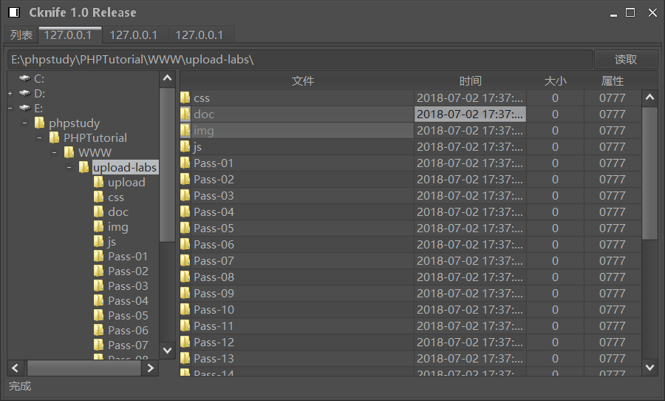 Cknife 1.0 Release
列表 127.0.0.1 127.0.0.1 127.0.0.1
E:\phpstudy\PHPTutorial\WWW\upload-labs\ 读取
C:
D:
E:
phpstudy
PHPTutorial
WWW
upload-labs
upload
css
doc
img
js
Pass-01
Pass-02
Pass-03
Pass-04
Pass-05
Pass-06
Pass-07
文件 时间 大小 属性
css 2018-07-02 17:37:... 0 0777
doc 2018-07-02 17:37:... 0 0777
img 2018-07-02 17:37:... 0 0777
js 2018-07-02 17:37:... 0 0777
Pass-01 2018-07-02 17:37:... 0 0777
Pass-02 2018-07-02 17:37:... 0 0777
Pass-03 2018-07-02 17:37:... 0 0777
Pass-04 2018-07-02 17:37:... 0 0777
Pass-05 2018-07-02 17:37:... 0 0777
Pass-06 2018-07-02 17:37:... 0 0777
Pass-07 2018-07-02 17:37:... 0 0777
Pass-08 2018-07-02 17:37:... 0 0777
Pass-09 2018-07-02 17:37:... 0 0777
Pass-10 2018-07-02 17:37:... 0 0777
Pass-11 2018-07-02 17:37:... 0 0777
Pass-12 2018-07-02 17:37:... 0 0777
Pass-13 2018-07-02 17:37:... 0 0777
Pass-14 2018-07-02 17:37:... 0 0777
完成